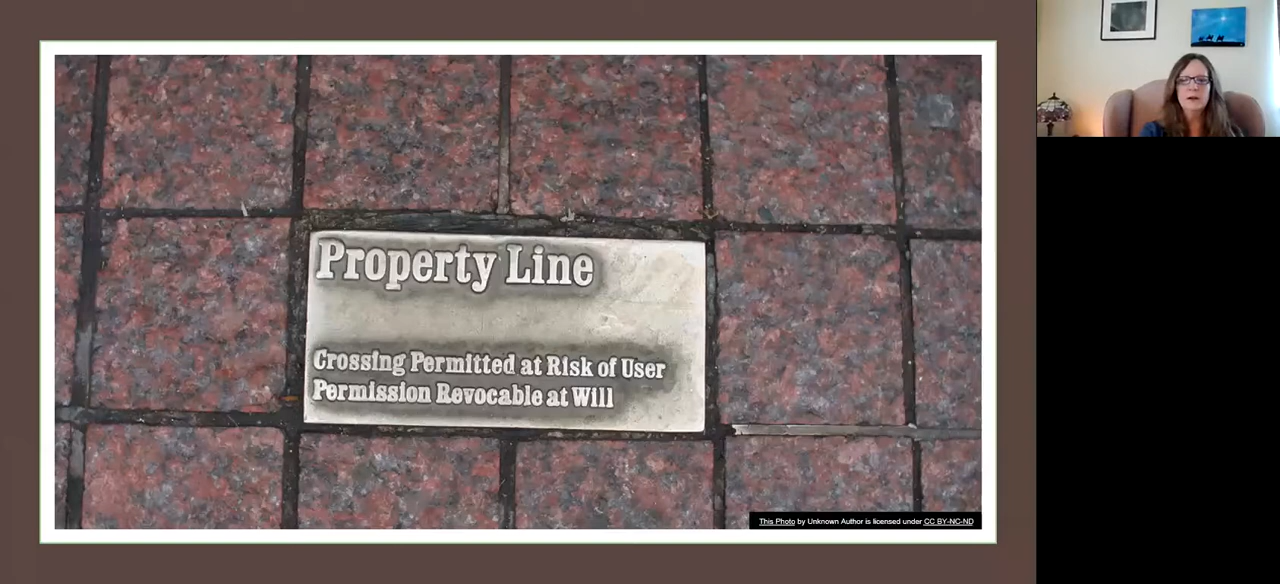 Property Line
Crossing Permitted at Risk of User
Permission Revocable at Will
This Photo by Unknown Author is licensed under CC BY-NC-ND